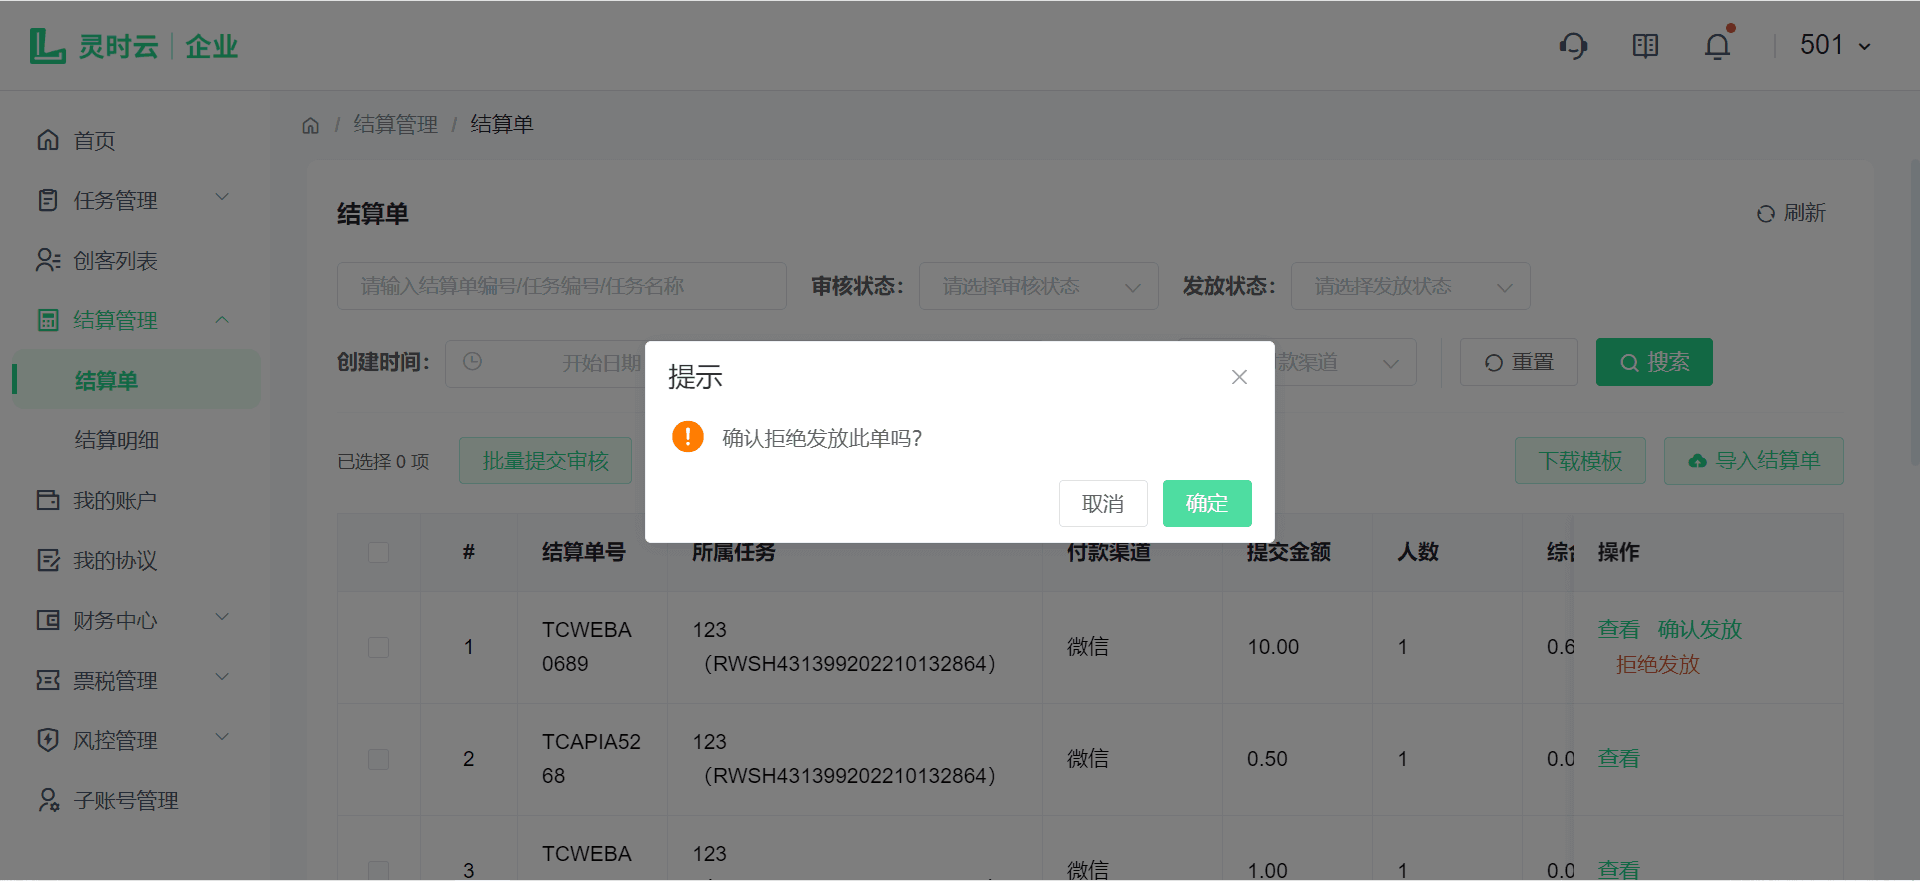 灵时云 企业
501
首页
任务管理
创客列表
结算管理
结算单
结算明细
我的账户
我的协议
财务中心
票税管理
风控管理
子账号管理
/ 结算管理 / 结算单
结算单
刷新
请输入结算单编号/任务编号/任务名称
审核状态: 请选择审核状态
发放状态: 请选择发放状态
创建时间: 开始日期
款渠道
重置
搜索
提示
确认拒绝发放此单吗?
取消
确定
已选择 0 项
批量提交审核
下载模板
导入结算单
# 结算单号 所属任务 付款渠道 提交金额 人数 操作
1 TCWEBA0689 123（RWSH431399202210132864） 微信 10.00 1 0.6 查看 确认发放 拒绝发放
2 TCAPIA5268 123（RWSH431399202210132864） 微信 0.50 1 0.0 查看
3 TCWEBA 123 微信 1.00 1 0.0 查看